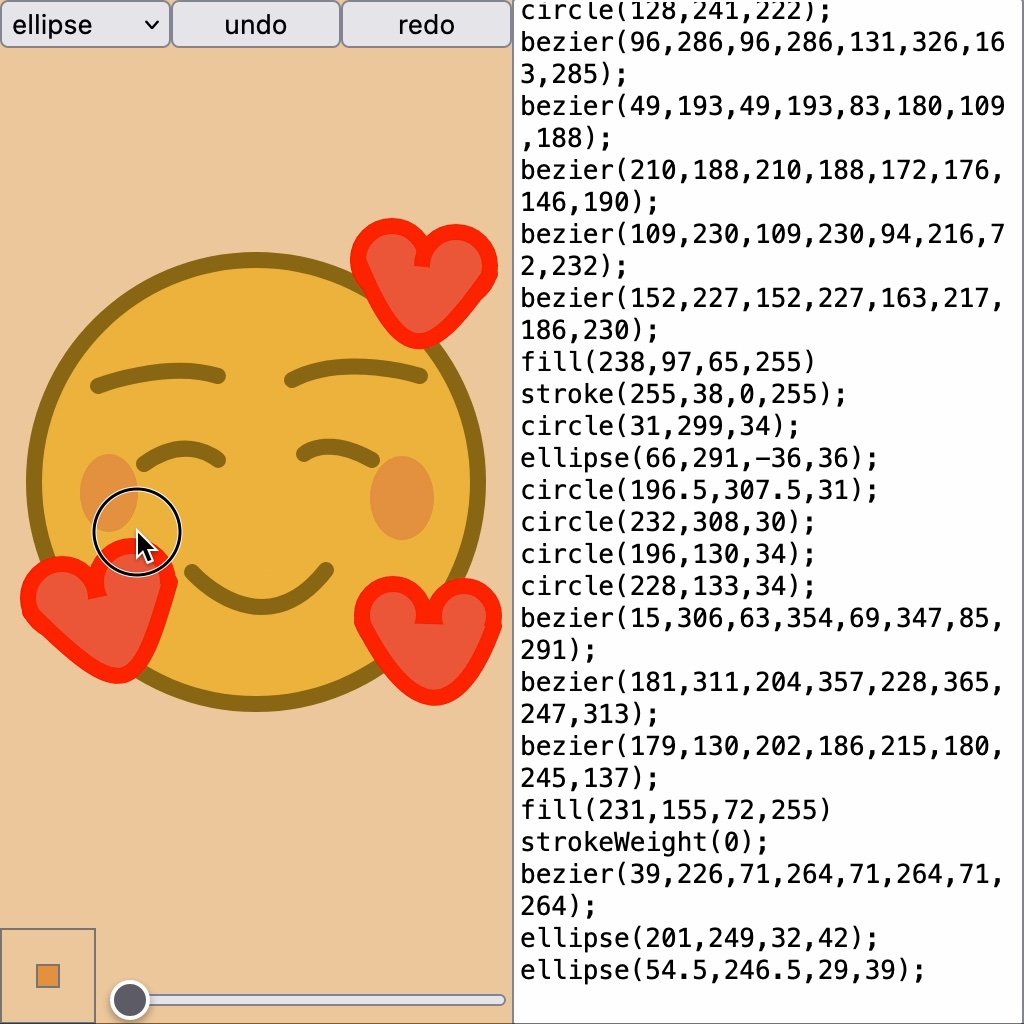 ellipse undo redo
circle(128,241,222);
bezier(96,286,96,286,131,326,16
3,285);
bezier(49,193,49,193,83,180,109
,188);
bezier(210,188,210,188,172,176,
146,190);
bezier(109,230,109,230,94,216,7
2,232);
bezier(152,227,152,227,163,217,
186,230);
fill(238,97,65,255)
stroke(255,38,0,255);
circle(31,299,34);
ellipse(66,291,−36,36);
circle(196.5,307.5,31);
circle(232,308,30);
circle(196,130,34);
circle(228,133,34);
bezier(15,306,63,354,69,347,85,
291);
bezier(181,311,204,357,228,365,
247,313);
bezier(179,130,202,186,215,180,
245,137);
fill(231,155,72,255)
strokeWeight(0);
bezier(39,226,71,264,71,264,71,
264);
ellipse(201,249,32,42);
ellipse(54.5,246.5,29,39);